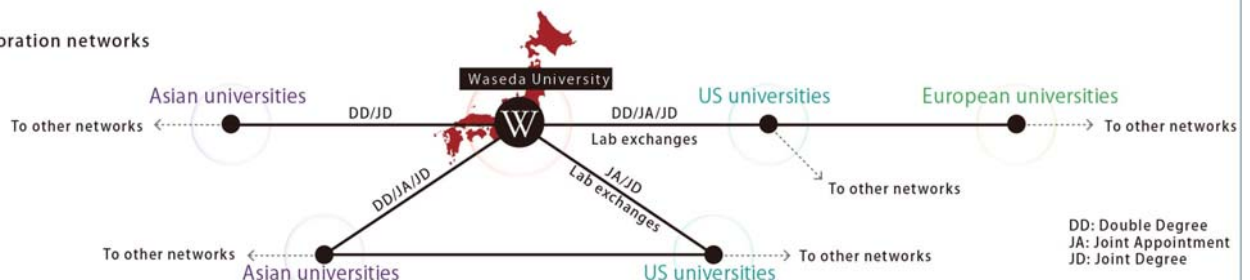 oration networks
Waseda University
Asian universities
US universities
European universities
To other networks
DD/JD
W
DD/JA/JD
Lab exchanges
To other networks
To other networks
DD/JA/JD
JA/JD
Lab exchanges
To other networks
To other networks
Asian universities
US universities
DD: Double Degree
JA: Joint Appointment
JD: Joint Degree